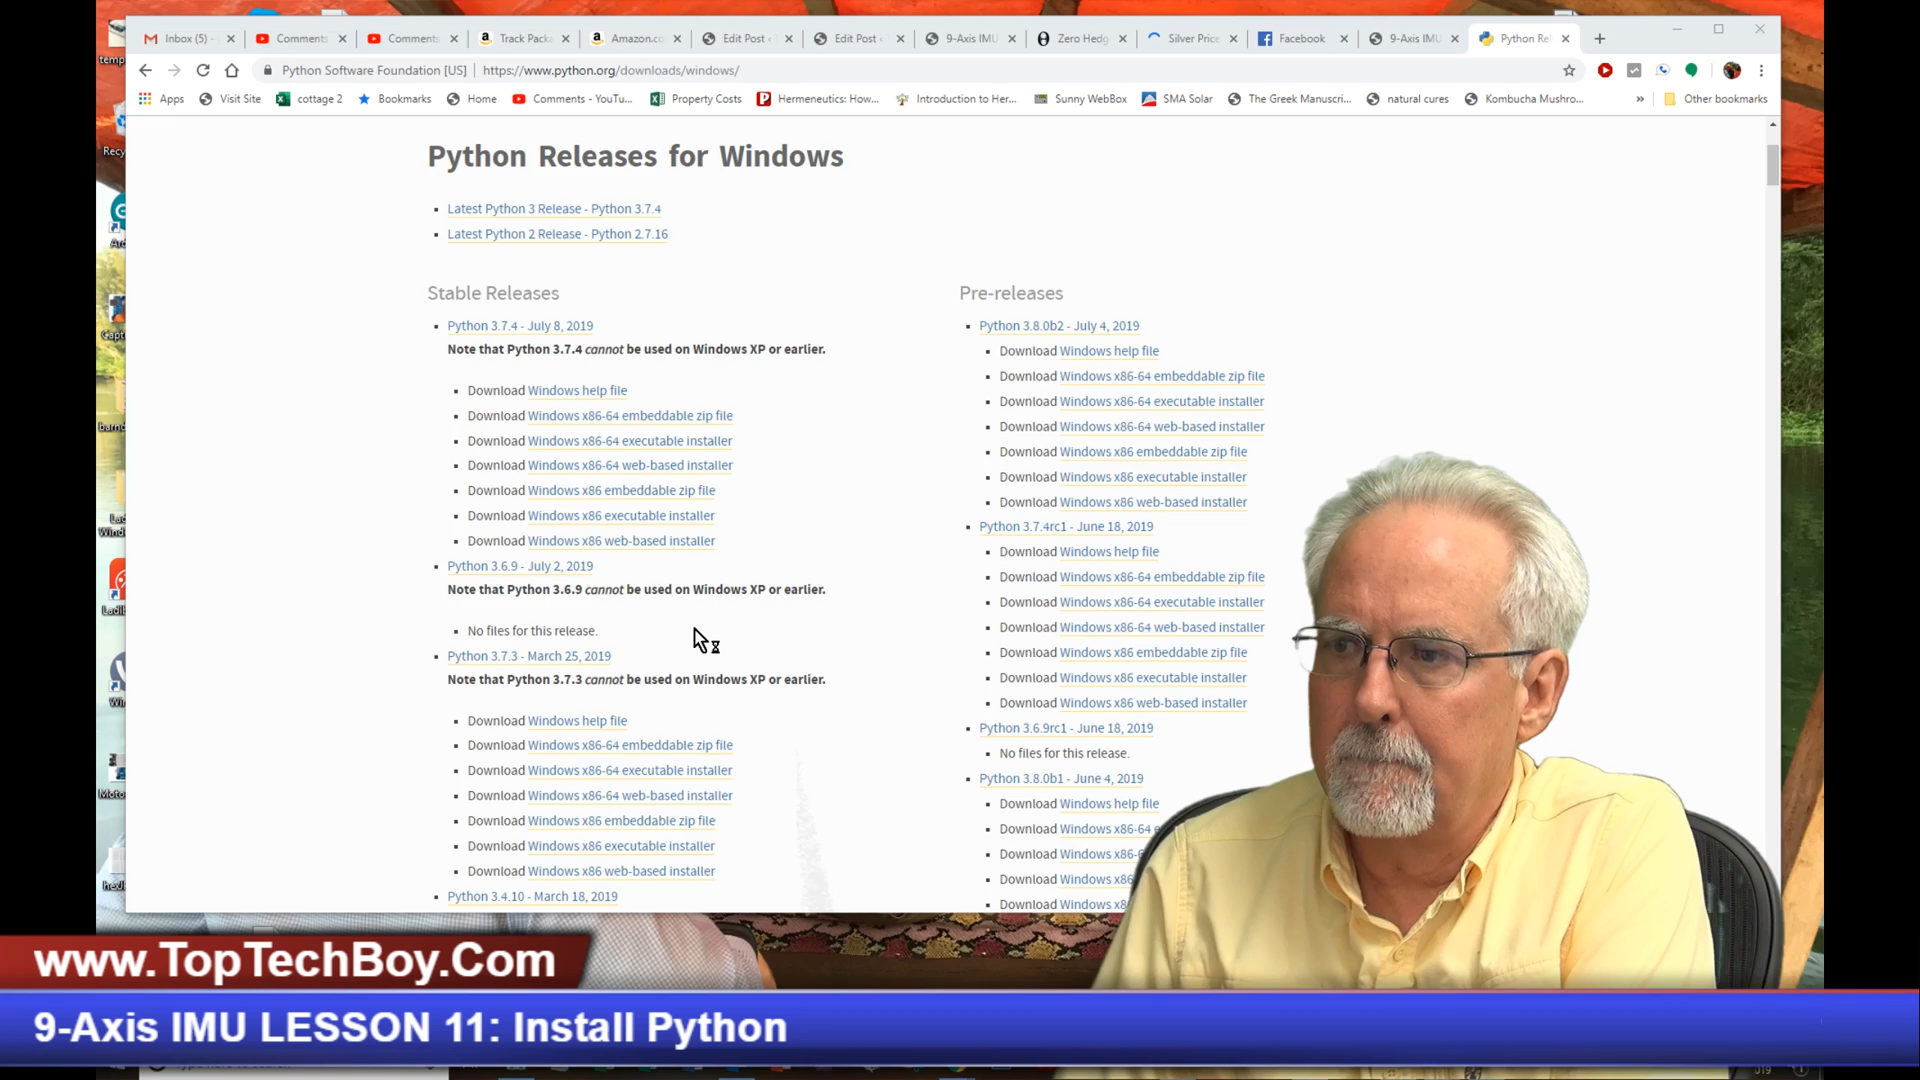 Inbox (5) -
Comments
Comments
Track Pack
Amazon.co
Edit Post
Edit Post
9-Axis IMU
Zero Hedg
Silver Price
Facebook
9-Axis IMU
Python Rel
Python Software Foundation [US] | https://www.python.org/downloads/windows/
Apps
Visit Site
cottage 2
Bookmarks
Home
Comments - YouTu...
Property Costs
Hermeneutics: How...
Introduction to Her...
Sunny WebBox
SMA Solar
The Greek Manuscri...
natural cures
Kombucha Mushro...
»
Other bookmarks
Python Releases for Windows
Latest Python 3 Release - Python 3.7.4
Latest Python 2 Release - Python 2.7.16
Stable Releases
Python 3.7.4 - July 8, 2019
Note that Python 3.7.4 cannot be used on Windows XP or earlier.
Download Windows help file
Download Windows x86-64 embeddable zip file
Download Windows x86-64 executable installer
Download Windows x86-64 web-based installer
Download Windows x86 embeddable zip file
Download Windows x86 executable installer
Download Windows x86 web-based installer
Python 3.6.9 - July 2, 2019
Note that Python 3.6.9 cannot be used on Windows XP or earlier.
No files for this release.
Python 3.7.3 - March 25, 2019
Note that Python 3.7.3 cannot be used on Windows XP or earlier.
Download Windows help file
Download Windows x86-64 embeddable zip file
Download Windows x86-64 executable installer
Download Windows x86-64 web-based installer
Download Windows x86 embeddable zip file
Download Windows x86 executable installer
Download Windows x86 web-based installer
Python 3.4.10 - March 18, 2019
Pre-releases
Python 3.8.0b2 - July 4, 2019
Download Windows help file
Download Windows x86-64 embeddable zip file
Download Windows x86-64 executable installer
Download Windows x86-64 web-based installer
Download Windows x86 embeddable zip file
Download Windows x86 executable installer
Download Windows x86 web-based installer
Python 3.7.4rc1 - June 18, 2019
Download Windows help file
Download Windows x86-64 embeddable zip file
Download Windows x86-64 executable installer
Download Windows x86-64 web-based installer
Download Windows x86 embeddable zip file
Download Windows x86 executable installer
Download Windows x86 web-based installer
Python 3.6.9rc1 - June 18, 2019
No files for this release.
Python 3.8.0b1 - June 4, 2019
Download Windows help file
Download Windows x86-64 e
Download Windows x86-6
Download Windows x86
Download Windows x8
www.TopTechBoy.Com
9-Axis IMU LESSON 11: Install Python